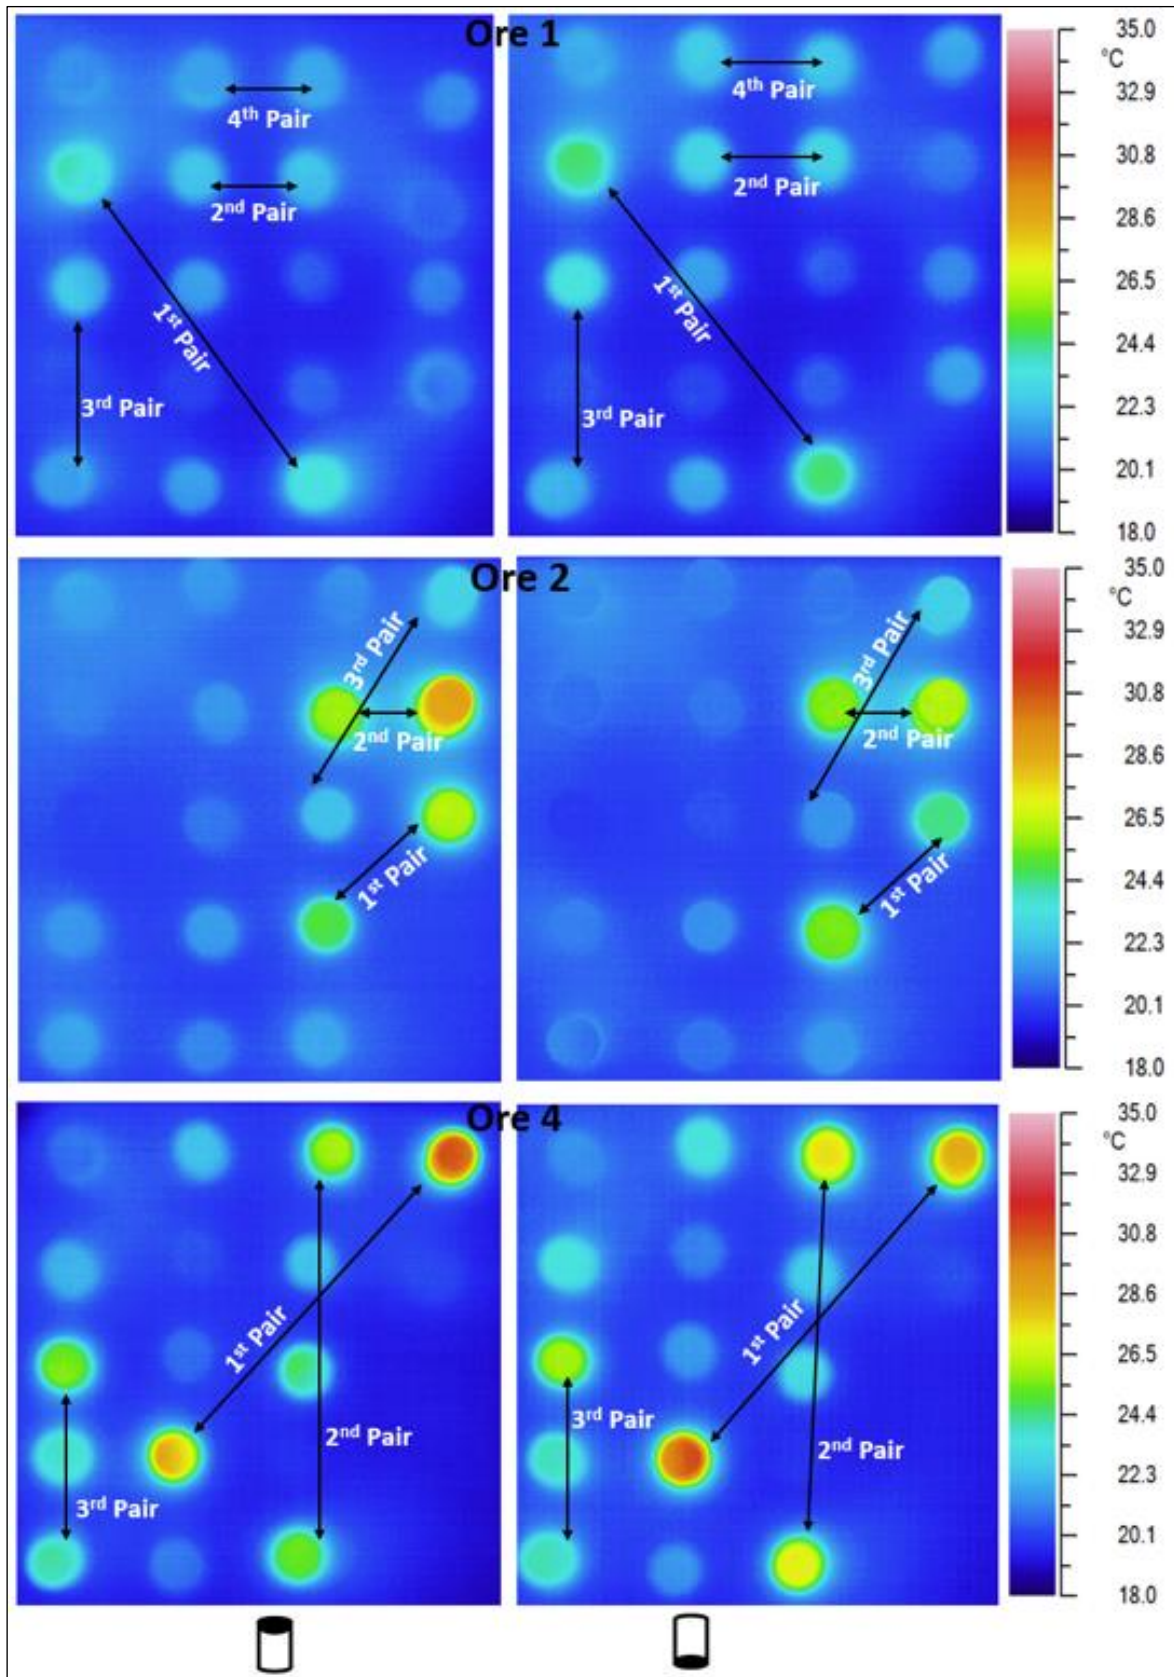 Ore 1
4th Pair
2nd Pair
1st Pair
3rd Pair
4th Pair
2nd Pair
1st Pair
3rd Pair
35.0
°C
32.9
30.8
28.6
26.5
24.4
22.3
20.1
18.0
Ore 2
3rd Pair
2nd Pair
1st Pair
3rd Pair
2nd Pair
1st Pair
35.0
°C
32.9
30.8
28.6
26.5
24.4
22.3
20.1
18.0
Ore 4
1st Pair
2nd Pair
3rd Pair
1st Pair
3rd Pair
2nd Pair
35.0
°C
32.9
30.8
28.6
26.5
24.4
22.3
20.1
18.0